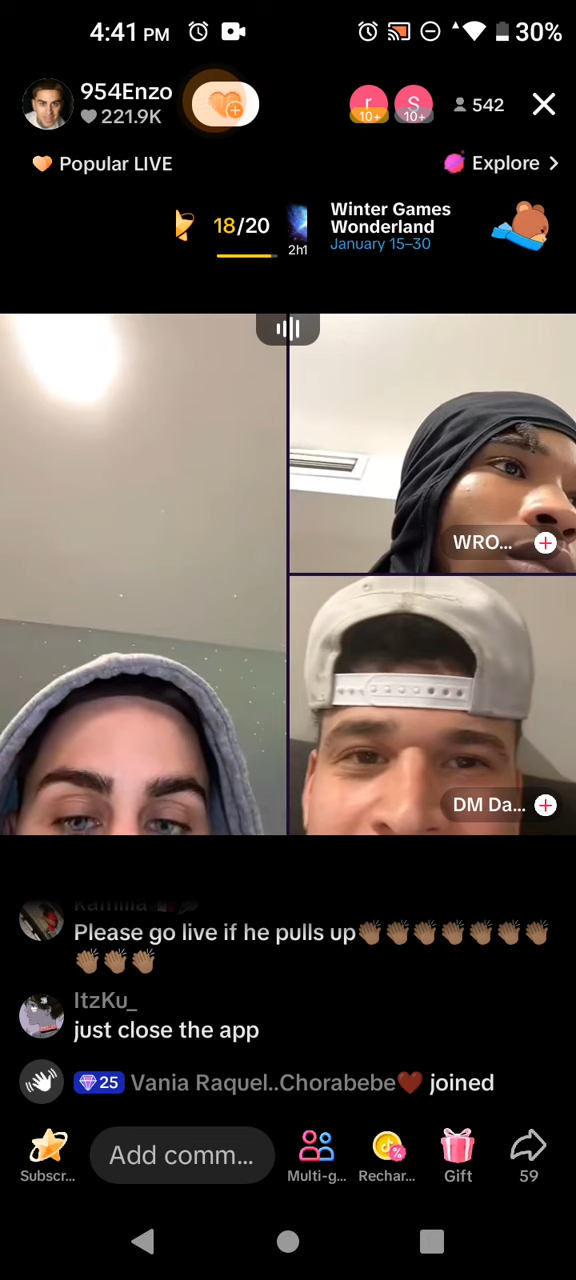 4:41 PM
30%
954Enzo
221.9K
r
10+
S
10+
542
Popular LIVE
Explore >
18/20
2h1
Winter Games
Wonderland
January 15–30
WRO...
DM Da...
Kamilla
Please go live if he pulls up👏🏽👏🏽👏🏽👏🏽👏🏽👏🏽👏🏽
👏🏽👏🏽👏🏽
ItzKu_
just close the app
25 Vania Raquel..Chorabebe❤️ joined
Add comm...
Subscr...
Multi-g...
Rechar...
Gift
59